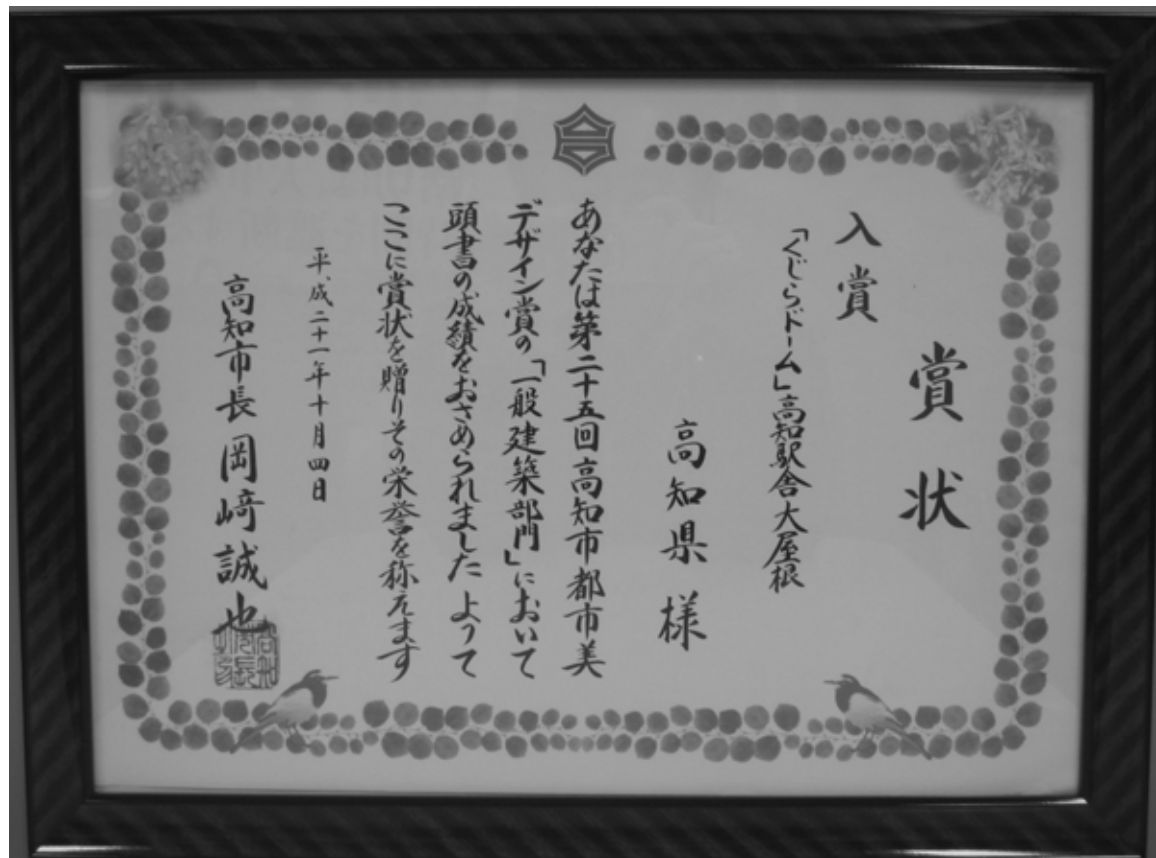 賞状
入賞
「くじらドーム」高知駅舎大屋根
高知県様
あなたは第二十五回高知市都市美
デザイン賞の「一般建築部門」において
頭書の成績をおさめられました よって
ここに賞状を贈りその栄誉を称えます
平成二十一年十月四日
高知市長 岡﨑誠也